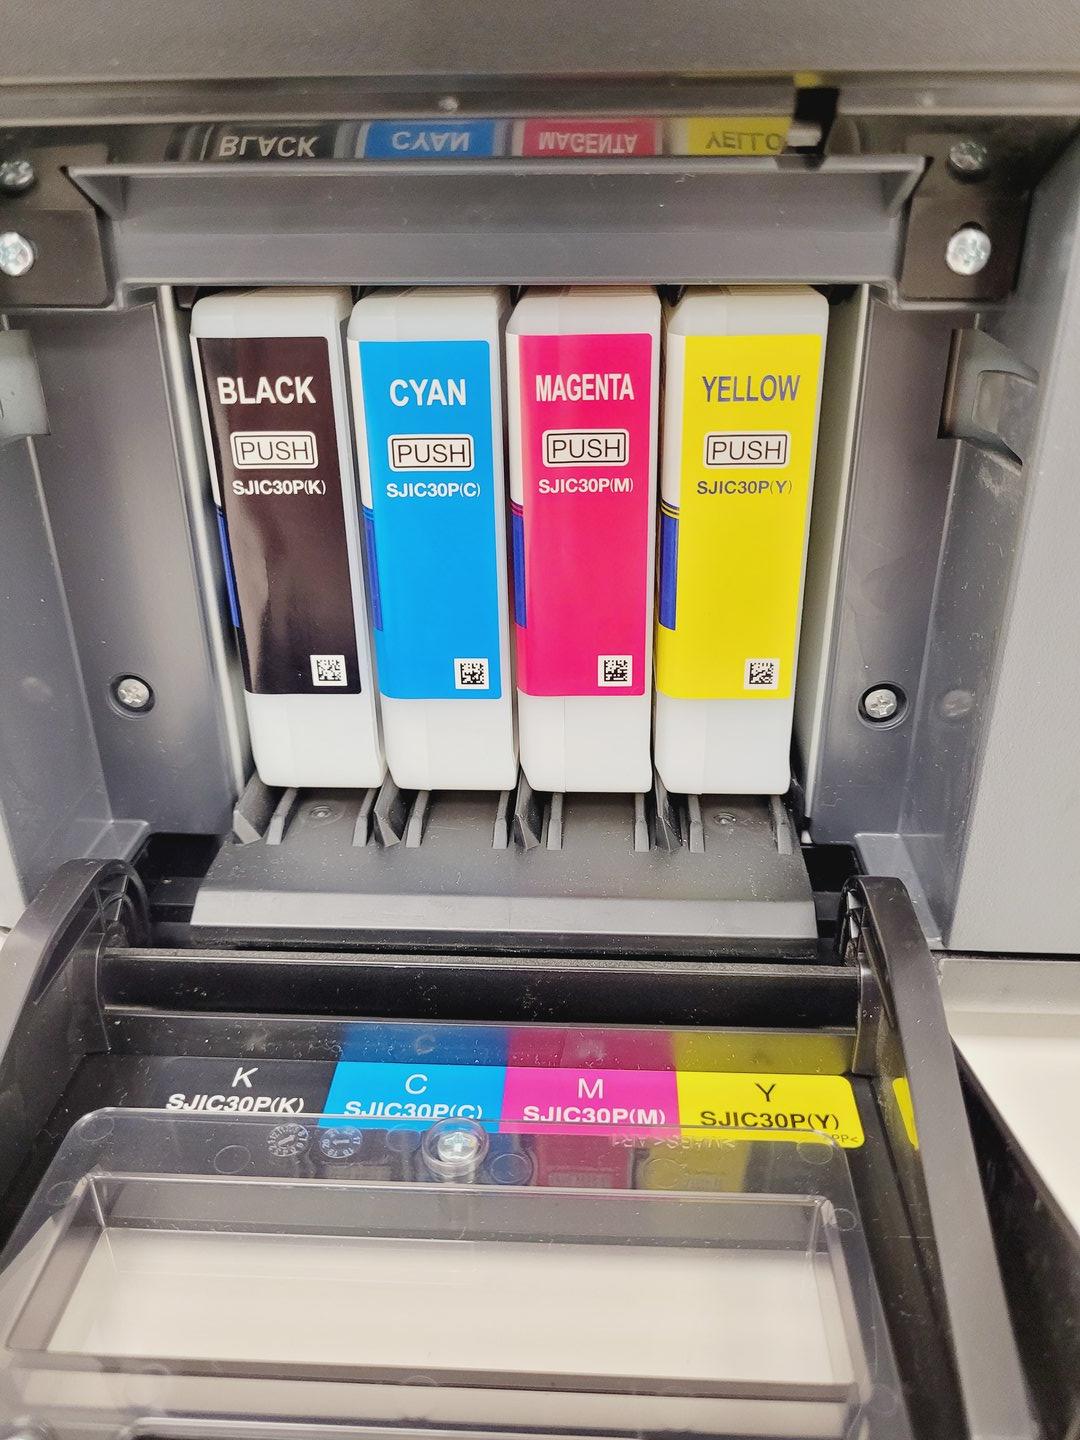 BLACK
CYAN
MAGENTA
YELLO
BLACK
PUSH
SJIC30P(K)
CYAN
PUSH
SJIC30P(C)
MAGENTA
PUSH
SJIC30P(M)
YELLOW
PUSH
SJIC30P(Y)
K
SJIC30P(K)
C
SJIC30P(C)
M
SJIC30P(M)
Y
SJIC30P(Y)